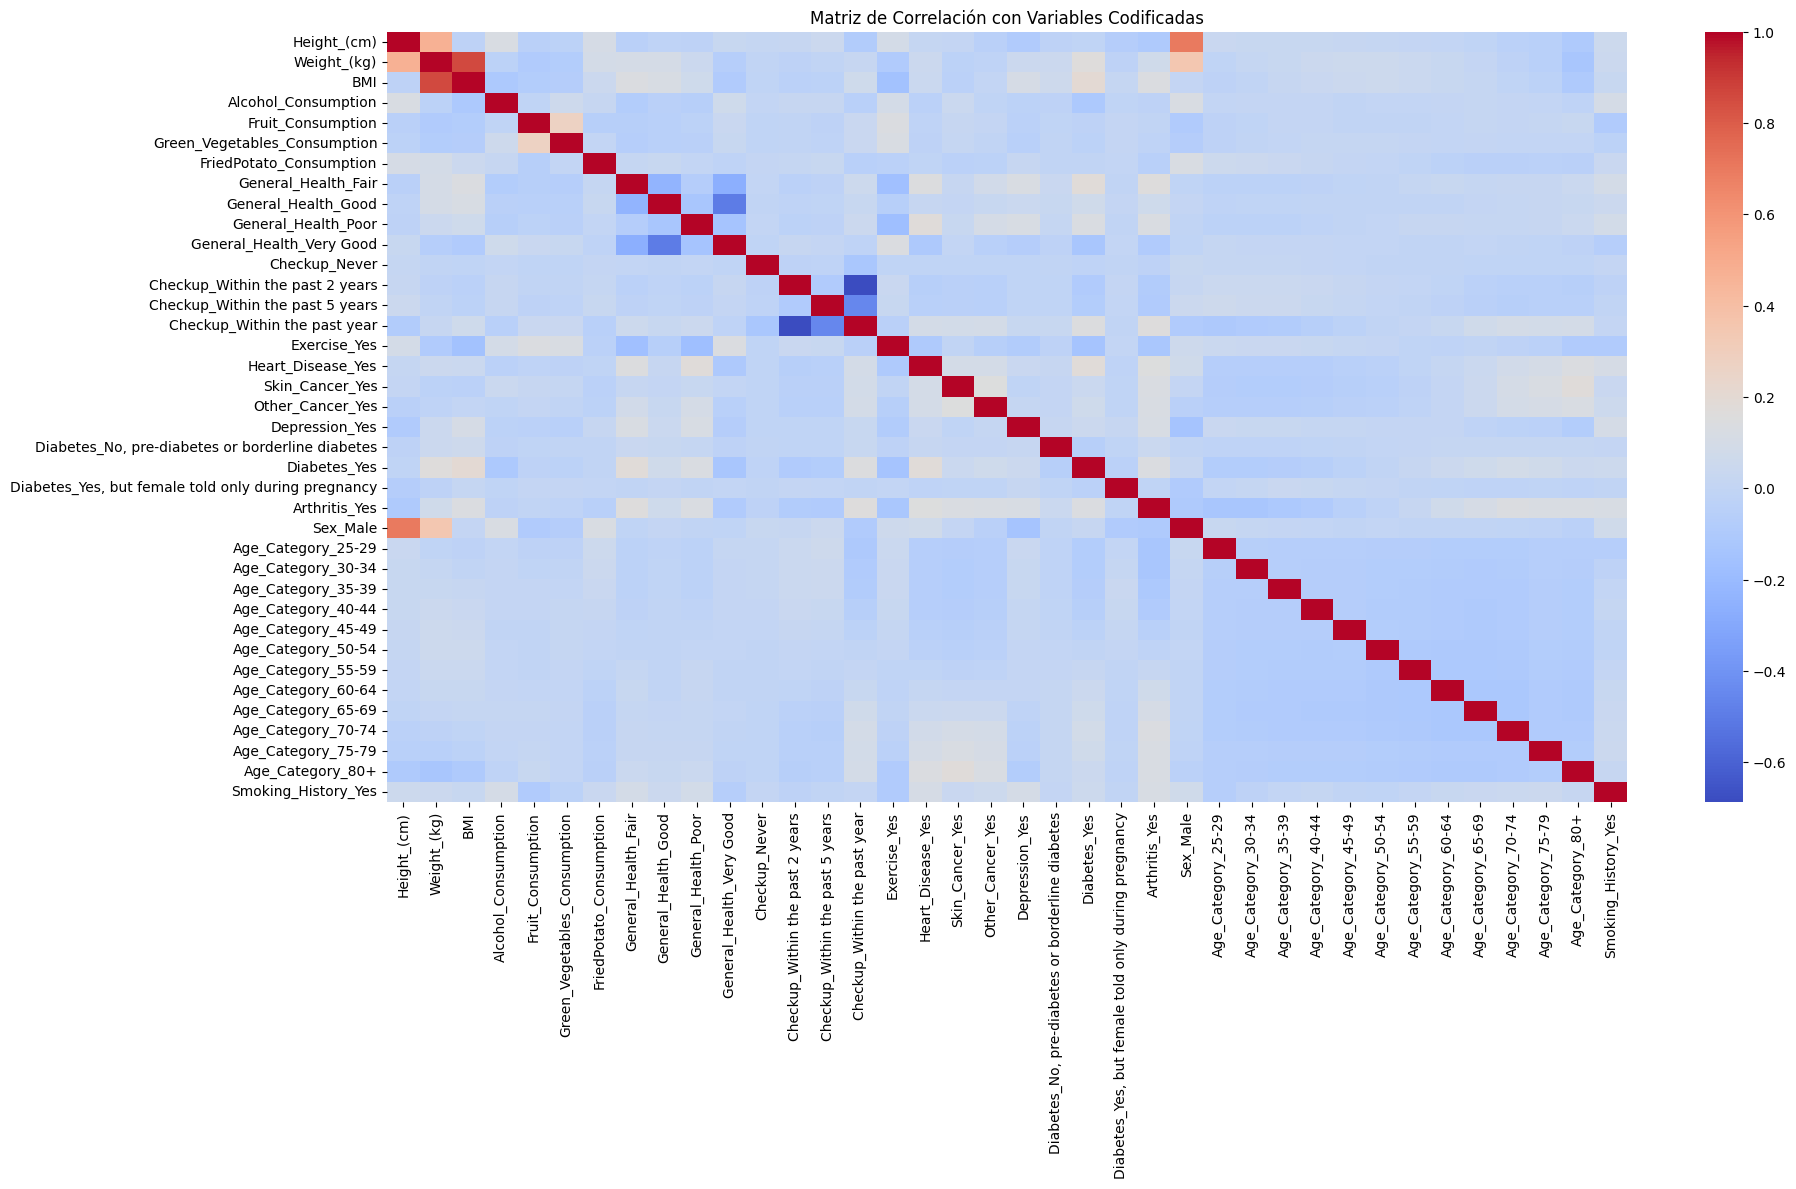 Matriz de Correlación con Variables Codificadas
Height_(cm)
Weight_(kg)
BMI
Alcohol_Consumption
Fruit_Consumption
Green_Vegetables_Consumption
FriedPotato_Consumption
General_Health_Fair
General_Health_Good
General_Health_Poor
General_Health_Very Good
Checkup_Never
Checkup_Within the past 2 years
Checkup_Within the past 5 years
Checkup_Within the past year
Exercise_Yes
Heart_Disease_Yes
Skin_Cancer_Yes
Other_Cancer_Yes
Depression_Yes
Diabetes_No, pre-diabetes or borderline diabetes
Diabetes_Yes
Diabetes_Yes, but female told only during pregnancy
Arthritis_Yes
Sex_Male
Age_Category_25-29
Age_Category_30-34
Age_Category_35-39
Age_Category_40-44
Age_Category_45-49
Age_Category_50-54
Age_Category_55-59
Age_Category_60-64
Age_Category_65-69
Age_Category_70-74
Age_Category_75-79
Age_Category_80+
Smoking_History_Yes
Height_(cm)
Weight_(kg)
BMI
Alcohol_Consumption
Fruit_Consumption
Green_Vegetables_Consumption
FriedPotato_Consumption
General_Health_Fair
General_Health_Good
General_Health_Poor
General_Health_Very Good
Checkup_Never
Checkup_Within the past 2 years
Checkup_Within the past 5 years
Checkup_Within the past year
Exercise_Yes
Heart_Disease_Yes
Skin_Cancer_Yes
Other_Cancer_Yes
Depression_Yes
Diabetes_No, pre-diabetes or borderline diabetes
Diabetes_Yes
Diabetes_Yes, but female told only during pregnancy
Arthritis_Yes
Sex_Male
Age_Category_25-29
Age_Category_30-34
Age_Category_35-39
Age_Category_40-44
Age_Category_45-49
Age_Category_50-54
Age_Category_55-59
Age_Category_60-64
Age_Category_65-69
Age_Category_70-74
Age_Category_75-79
Age_Category_80+
Smoking_History_Yes
1.0
0.8
0.6
0.4
0.2
0.0
−0.2
−0.4
−0.6